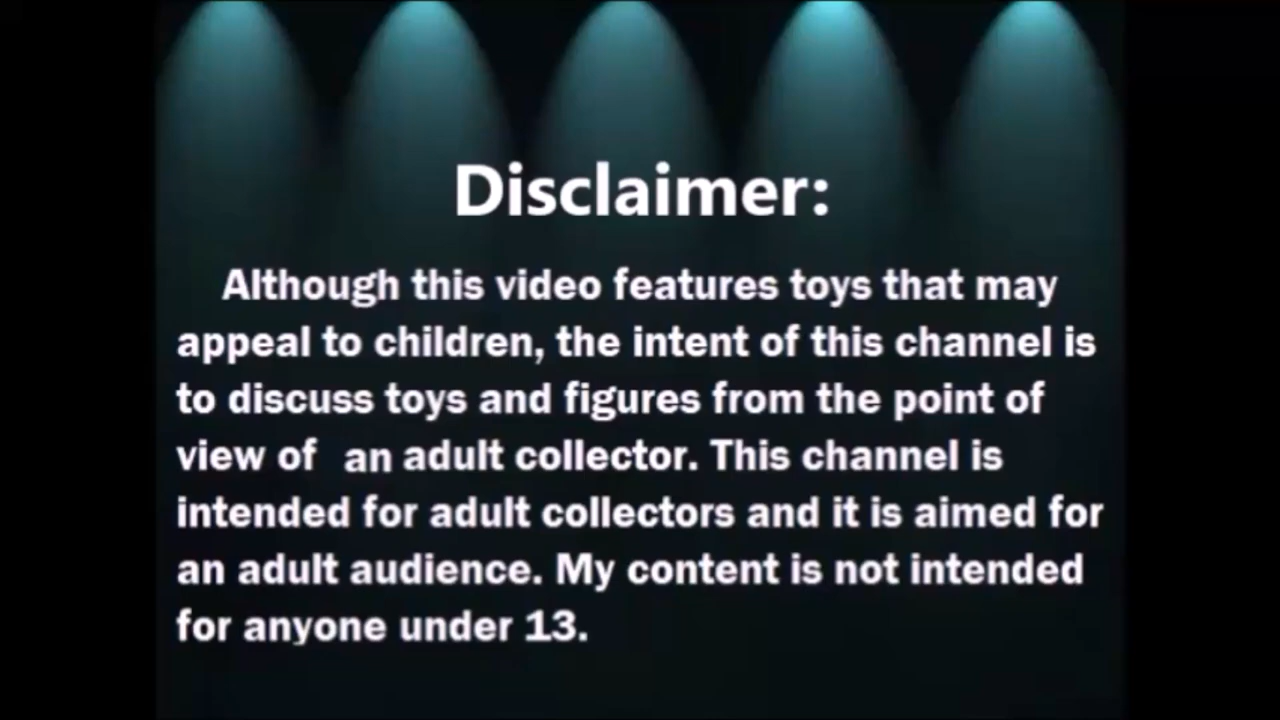 Disclaimer:
Although this video features toys that may
appeal to children, the intent of this channel is
to discuss toys and figures from the point of
view of an adult collector. This channel is
intended for adult collectors and it is aimed for
an adult audience. My content is not intended
for anyone under 13.